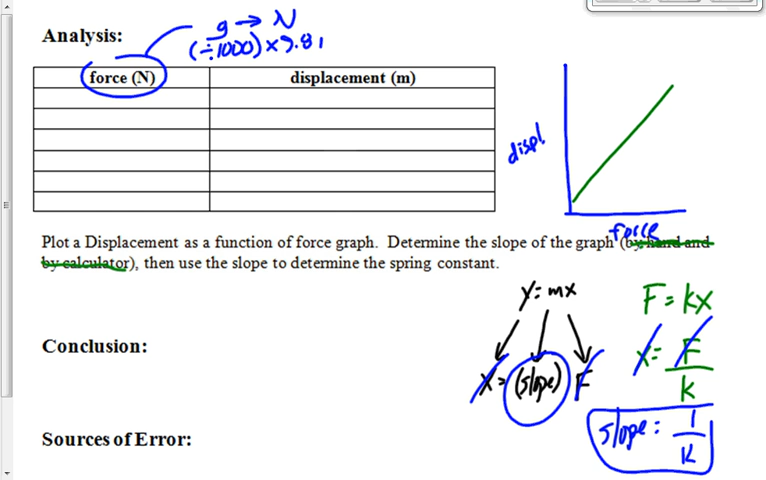 g → N
Analysis:
(÷1000) × 9.81
force (N) displacement (m)
displ
force
Plot a Displacement as a function of force graph. Determine the slope of the graph (by hand and
by calculator), then use the slope to determine the spring constant.
y = mx
F = kx
Conclusion:
x = (slope) F
x = F/k
slope = 1/k
Sources of Error: